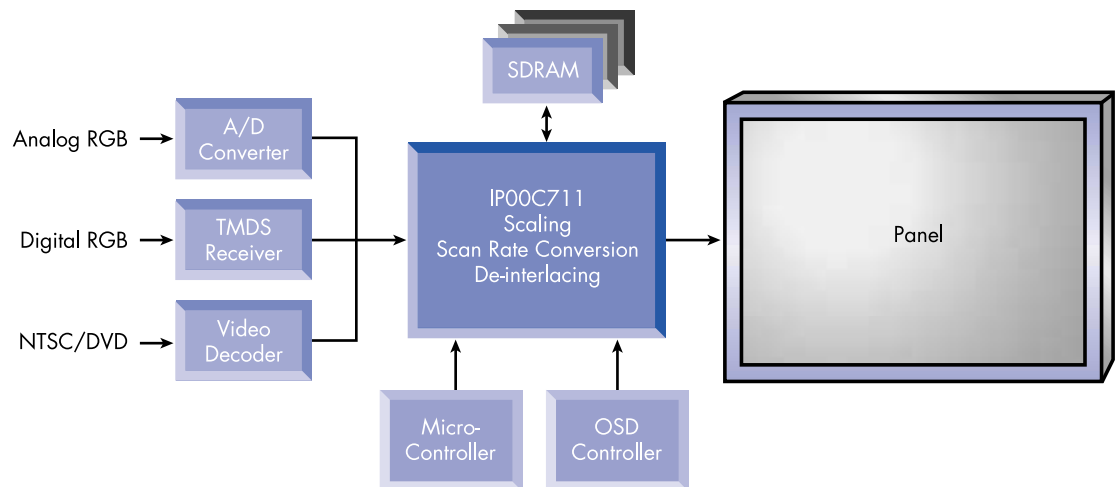 SDRAM
Analog RGB
A/D
Converter
Digital RGB
TMDS
Receiver
NTSC/DVD
Video
Decoder
IP00C711
Scaling
Scan Rate Conversion
De-interlacing
Panel
Micro-
Controller
OSD
Controller